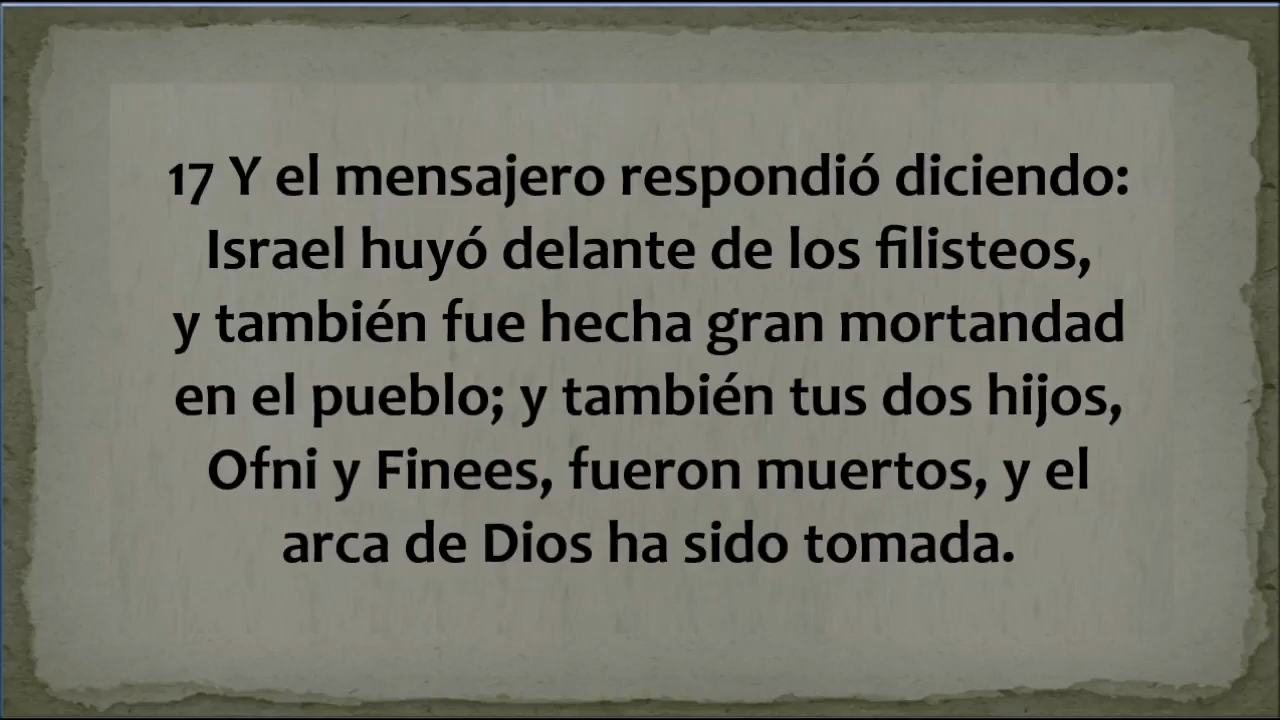 17 Y el mensajero respondió diciendo:
Israel huyó delante de los filisteos,
y también fue hecha gran mortandad
en el pueblo; y también tus dos hijos,
Ofni y Finees, fueron muertos, y el
arca de Dios ha sido tomada.